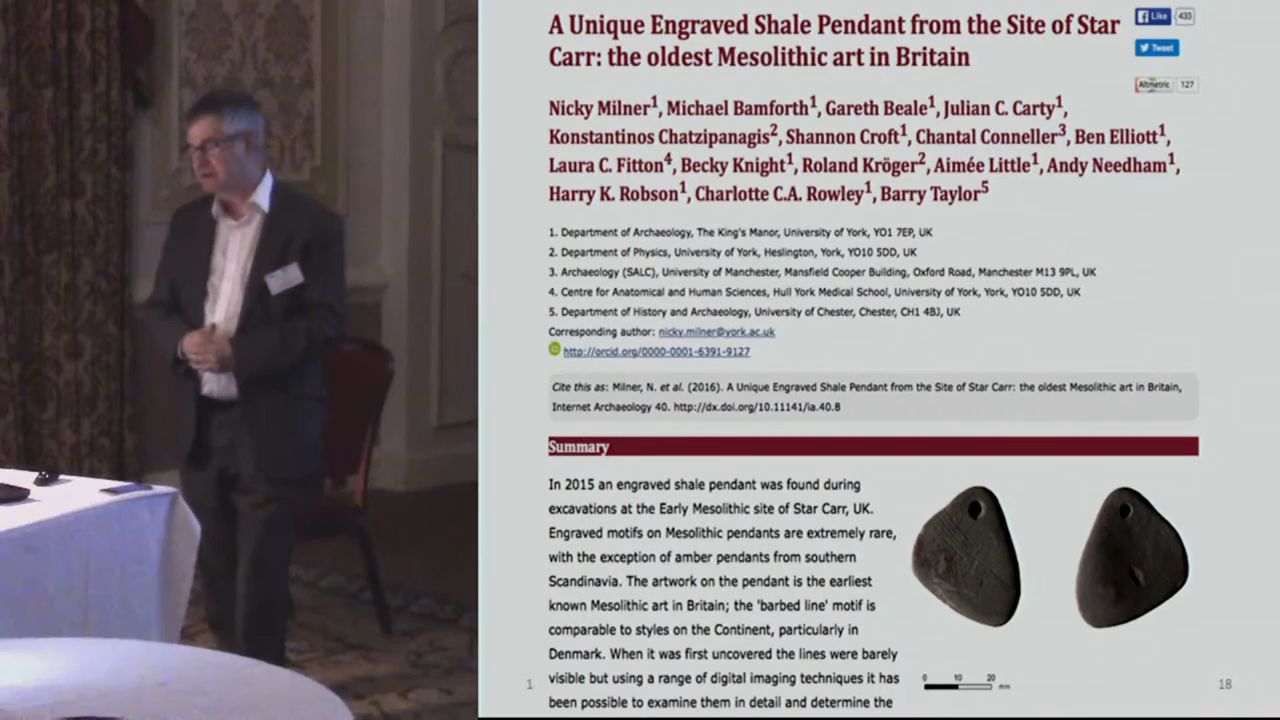 A Unique Engraved Shale Pendant from the Site of Star
Carr: the oldest Mesolithic art in Britain
Like 433
Tweet
Altmetric 127
Nicky Milner1, Michael Bamforth1, Gareth Beale1, Julian C. Carty1,
Konstantinos Chatzipanagis2, Shannon Croft1, Chantal Conneller3, Ben Elliott1,
Laura C. Fitton4, Becky Knight1, Roland Kröger2, Aimée Little1, Andy Needham1,
Harry K. Robson1, Charlotte C.A. Rowley1, Barry Taylor5
1. Department of Archaeology, The King's Manor, University of York, YO1 7EP, UK
2. Department of Physics, University of York, Heslington, York, YO10 5DD, UK
3. Archaeology (SALC), University of Manchester, Mansfield Cooper Building, Oxford Road, Manchester M13 9PL, UK
4. Centre for Anatomical and Human Sciences, Hull York Medical School, University of York, York, YO10 5DD, UK
5. Department of History and Archaeology, University of Chester, Chester, CH1 4BJ, UK
Corresponding author: nicky.milner@york.ac.uk
http://orcid.org/0000-0001-6391-9127
Cite this as: Milner, N. et al. (2016). A Unique Engraved Shale Pendant from the Site of Star Carr: the oldest Mesolithic art in Britain,
Internet Archaeology 40. http://dx.doi.org/10.11141/ia.40.8
Summary
In 2015 an engraved shale pendant was found during
excavations at the Early Mesolithic site of Star Carr, UK.
Engraved motifs on Mesolithic pendants are extremely rare,
with the exception of amber pendants from southern
Scandinavia. The artwork on the pendant is the earliest
known Mesolithic art in Britain; the 'barbed line' motif is
comparable to styles on the Continent, particularly in
Denmark. When it was first uncovered the lines were barely
visible but using a range of digital imaging techniques it has
been possible to examine them in detail and determine the
0 10 20
mm
1
18